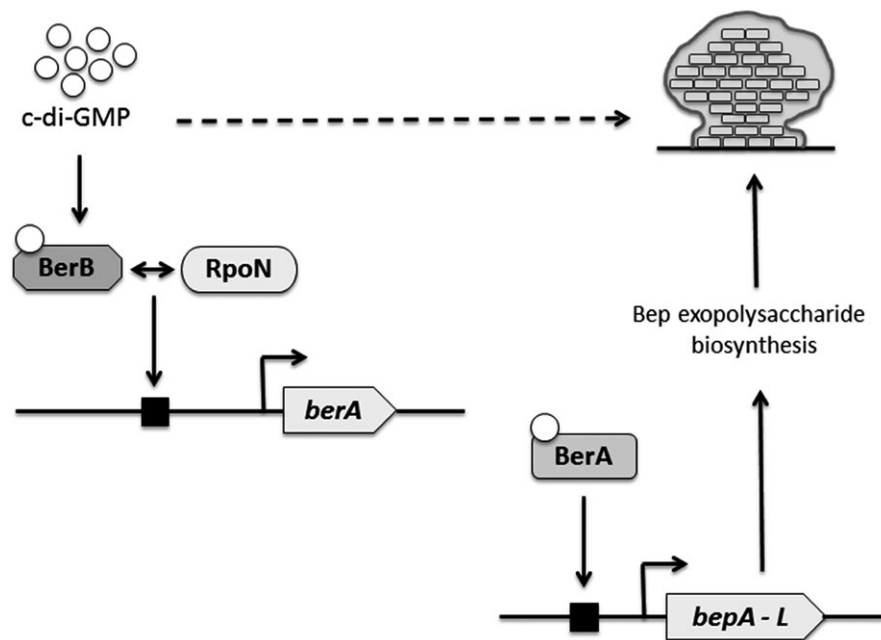 c-di-GMP
BerB
RpoN
berA
Bep exopolysaccharide
biosynthesis
BerA
bepA - L